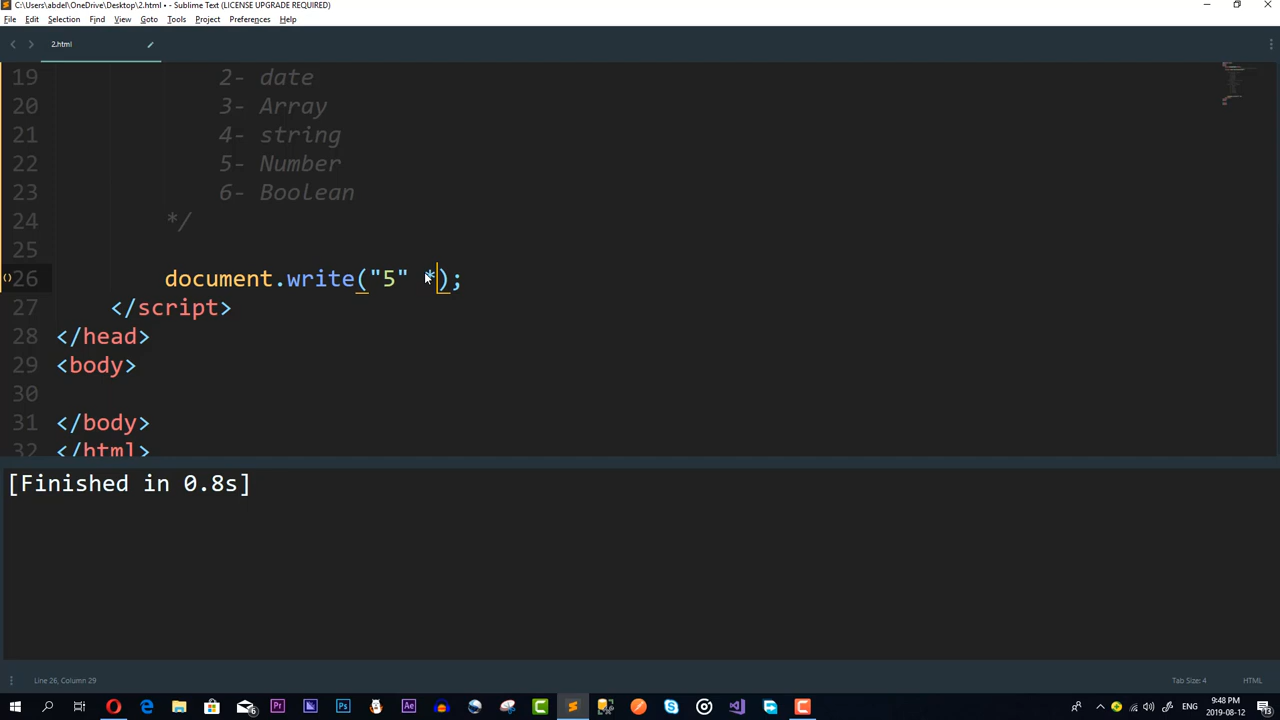 C:\Users\abdel\OneDrive\Desktop\2.html • - Sublime Text (LICENSE UPGRADE REQUIRED)
File Edit Selection Find View Goto Tools Project Preferences Help
2.html
19 2- date
20 3- Array
21 4- string
22 5- Number
23 6- Boolean
24 */
25
26 document.write("5" *);
27 </script>
28 </head>
29 <body>
30
31 </body>
32 </html>
[Finished in 0.8s]
Line 26, Column 29 Tab Size: 4 HTML
Pr Ps Ae ENG 9:48 PM
2019-08-12